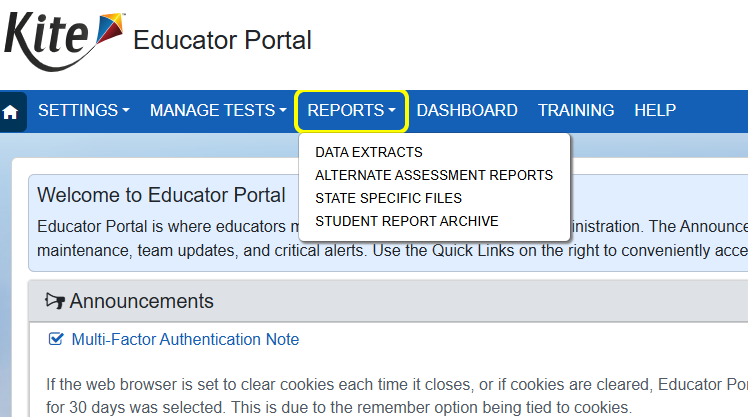 Kite Educator Portal
SETTINGS MANAGE TESTS REPORTS DASHBOARD TRAINING HELP
DATA EXTRACTS
ALTERNATE ASSESSMENT REPORTS
STATE SPECIFIC FILES
STUDENT REPORT ARCHIVE
Welcome to Educator Portal
Educator Portal is where educators m
inistration. The Announce
maintenance, team updates, and critical alerts. Use the Quick Links on the right to conveniently acce
Announcements
Multi-Factor Authentication Note
If the web browser is set to clear cookies each time it closes, or if cookies are cleared, Educator Po
for 30 days was selected. This is due to the remember option being tied to cookies.